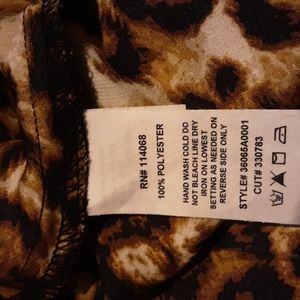 RN# 114068
100% POLYESTER
HAND WASH COLD DO
NOT BLEACH LINE DRY
IRON ON LOWEST
SETTING AS NEEDED ON
REVERSE SIDE ONLY
STYLE# 38065A0001
CUT# 330783